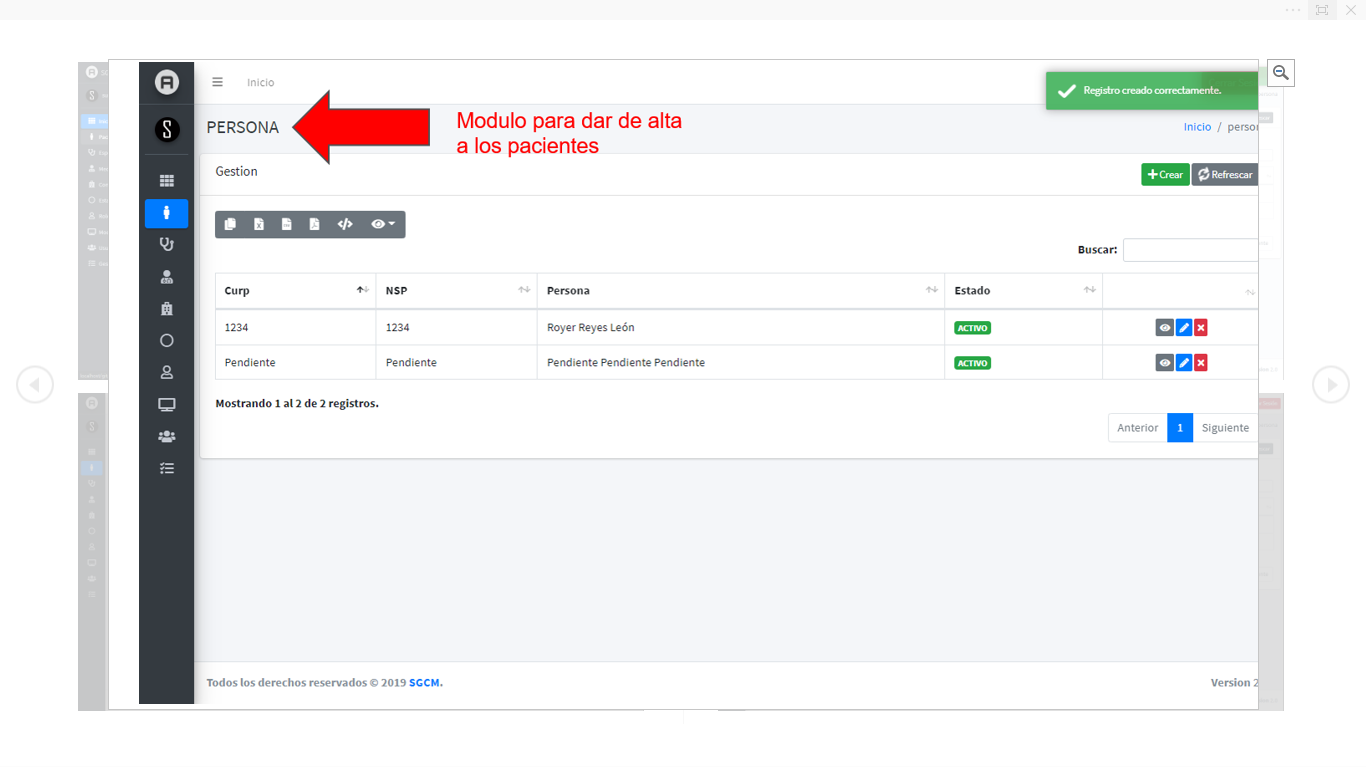 Inicio
Registro creado correctamente.
PERSONA
Modulo para dar de alta
a los pacientes
Inicio / person
Gestion
Crear
Refrescar
Buscar:
Curp NSP Persona Estado
1234 1234 Royer Reyes León ACTIVO
Pendiente Pendiente Pendiente Pendiente Pendiente ACTIVO
Mostrando 1 al 2 de 2 registros.
Anterior 1 Siguiente
Todos los derechos reservados © 2019 SGCM.
Version 2